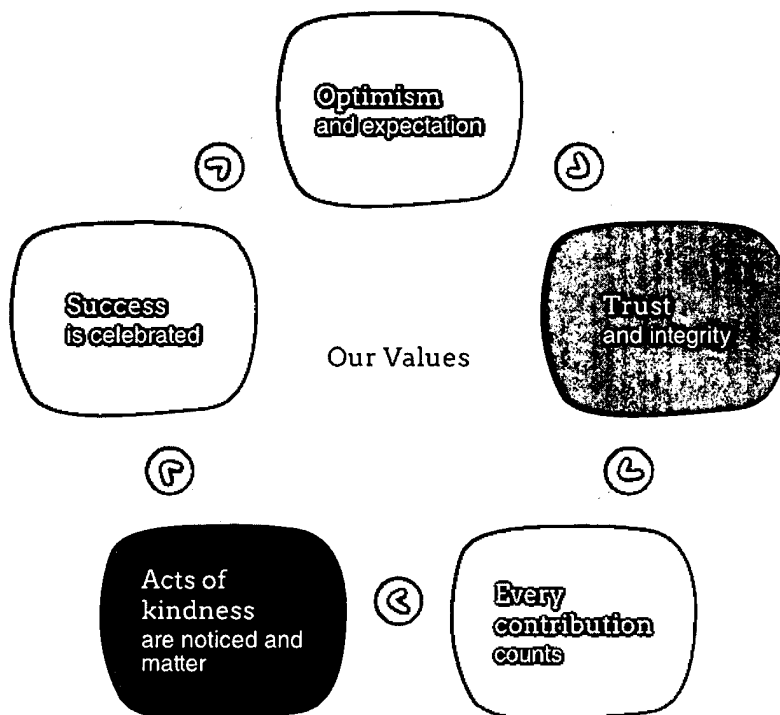 Optimism
and expectation
Success
is celebrated
Trust
and integrity
Our Values
Acts of
kindness
are noticed and
matter
Every
contribution
counts